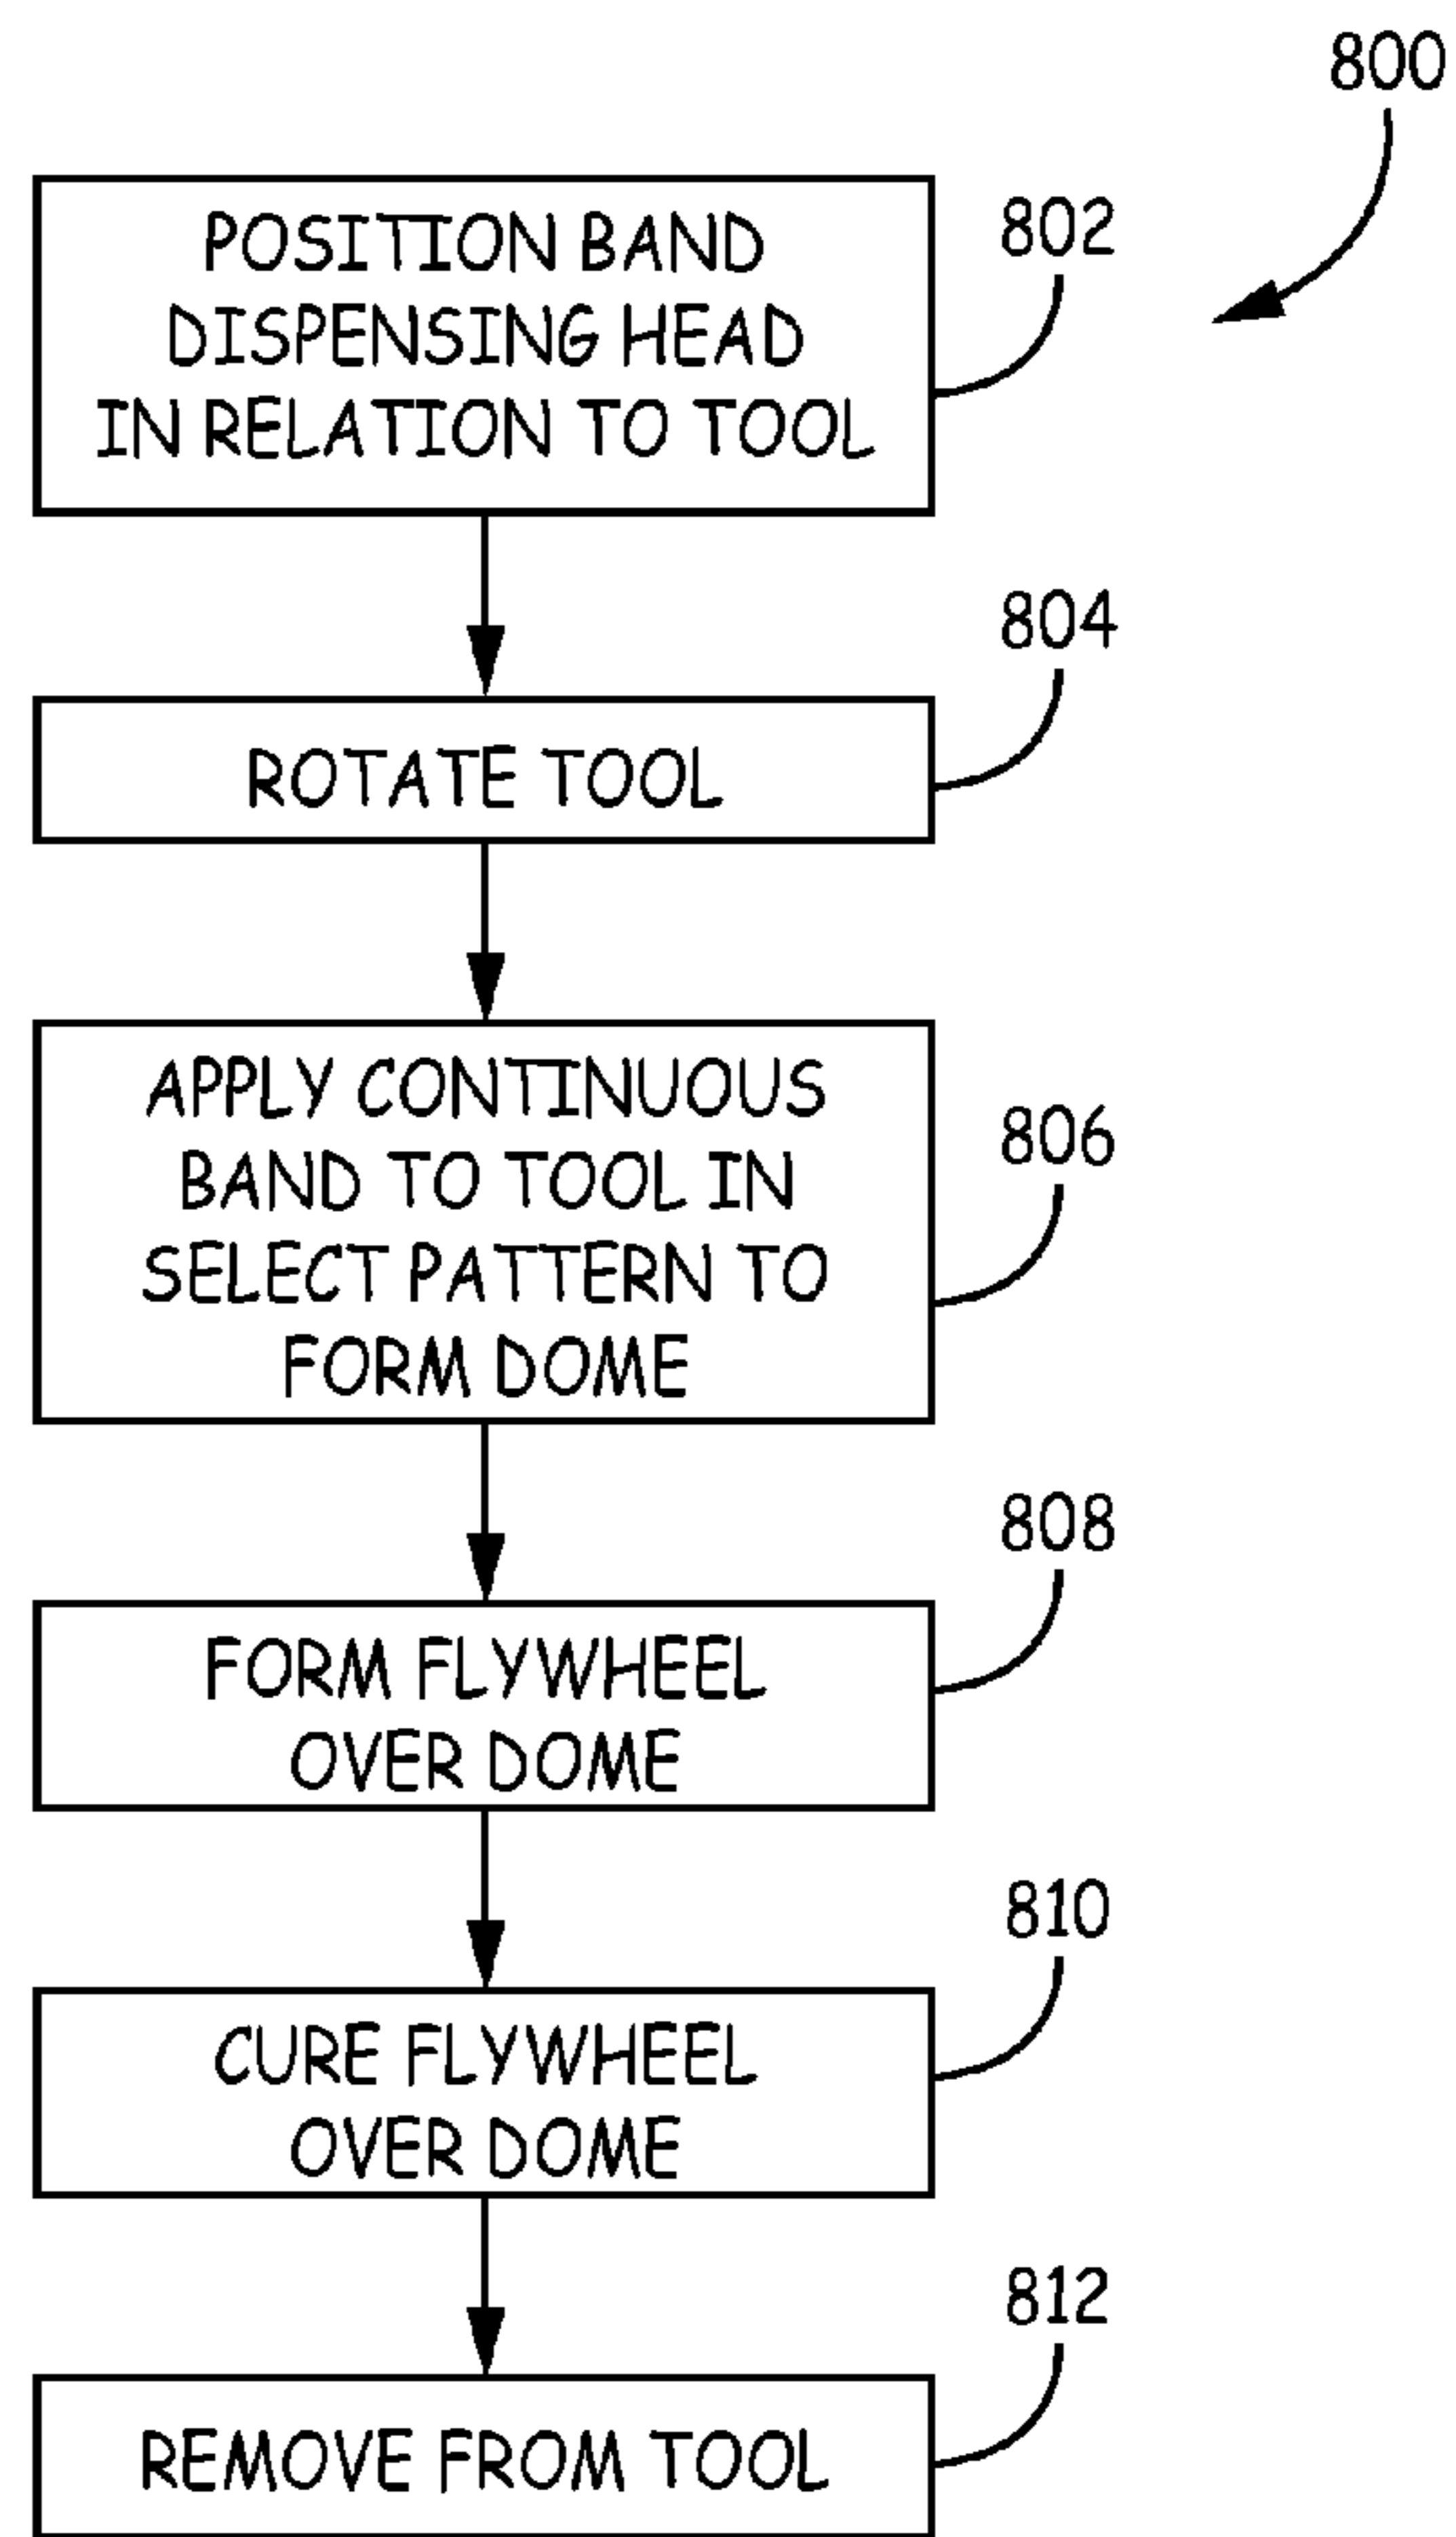 800
POSITION BAND
DISPENSING HEAD
IN RELATION TO TOOL
802
ROTATE TOOL
804
APPLY CONTINUOUS
BAND TO TOOL IN
SELECT PATTERN TO
FORM DOME
806
FORM FLYWHEEL
OVER DOME
808
CURE FLYWHEEL
OVER DOME
810
REMOVE FROM TOOL
812